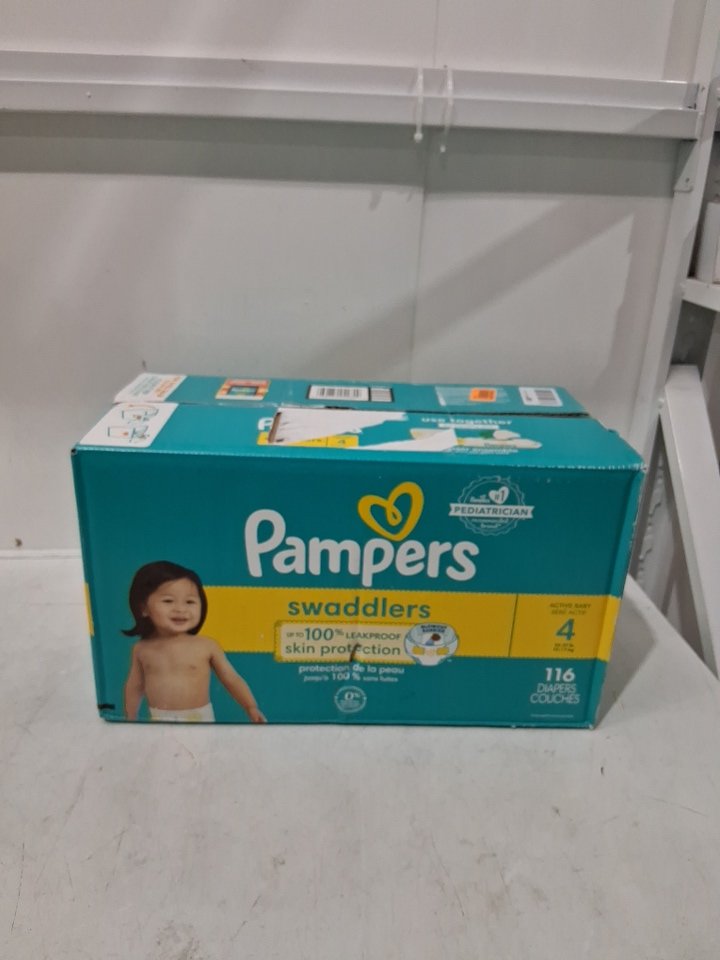 use together
4
#1
PEDIATRICIAN
Pampers
swaddlers
UP TO 100% LEAKPROOF
skin protection
protection de la peau
jusqu'à 100% sans fuites
0%
ACTIVE BABY
BÉBÉ ACTIF
4
116
DIAPERS
COUCHES